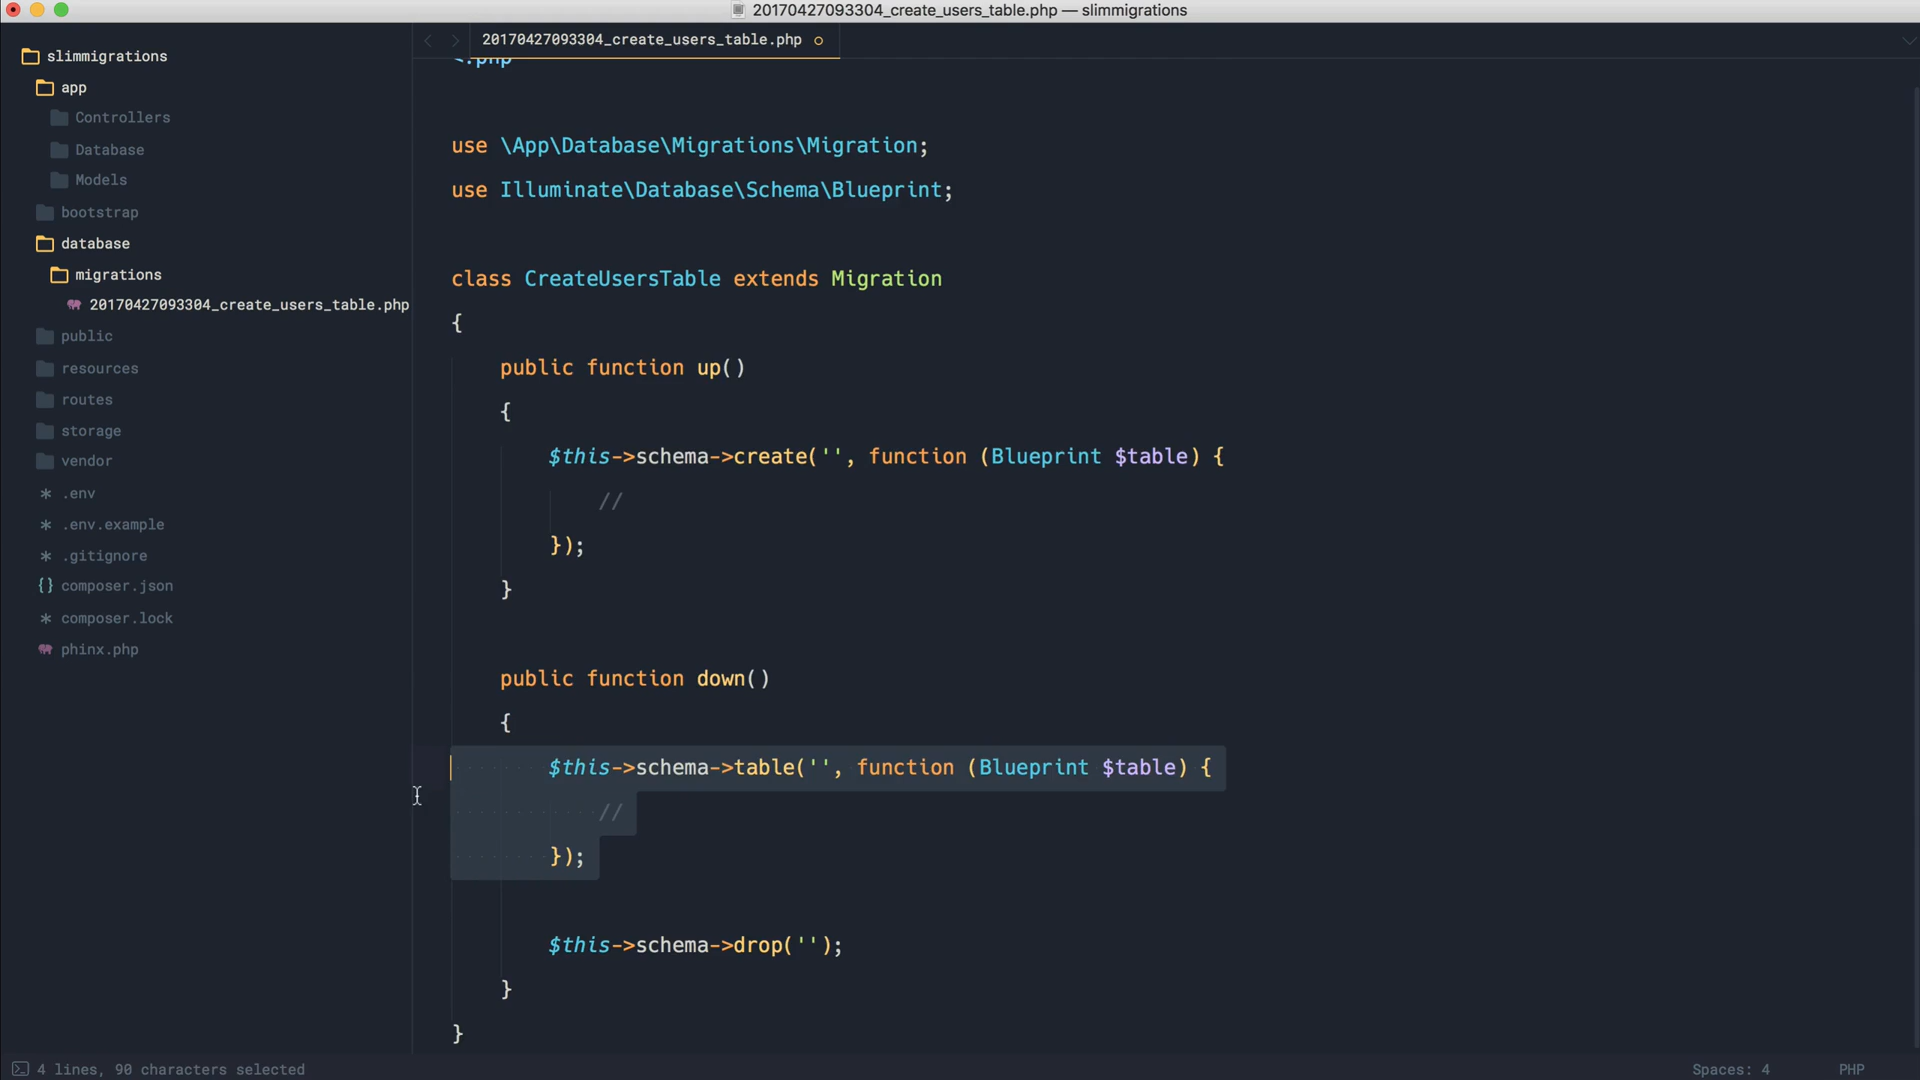 20170427093304_create_users_table.php — slimmigrations
slimmigrations
app
Controllers
Database
Models
bootstrap
database
migrations
20170427093304_create_users_table.php
public
resources
routes
storage
vendor
.env
.env.example
.gitignore
composer.json
composer.lock
phinx.php
20170427093304_create_users_table.php
<?php
use \App\Database\Migrations\Migration;
use Illuminate\Database\Schema\Blueprint;
class CreateUsersTable extends Migration
{
public function up()
{
$this->schema->create('', function (Blueprint $table) {
//
});
}
public function down()
{
$this->schema->table('', function (Blueprint $table) {
//
});
$this->schema->drop('');
}
}
4 lines, 90 characters selected
Spaces: 4
PHP